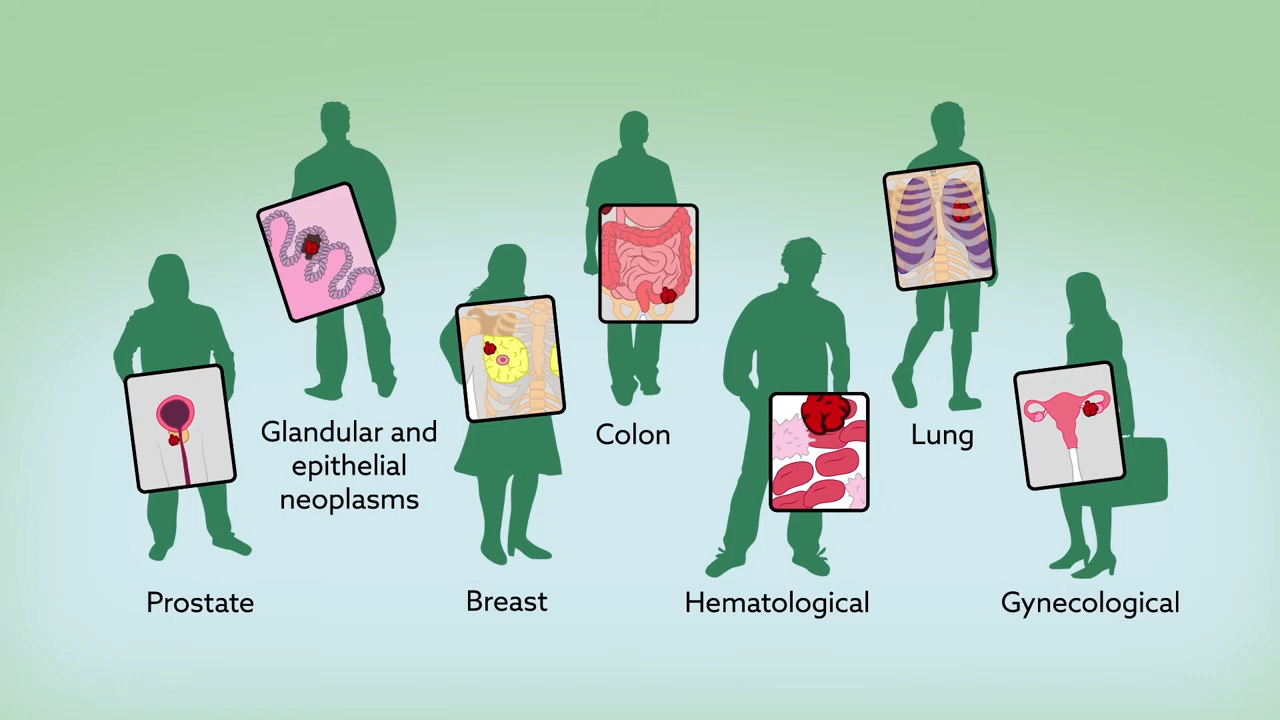 Glandular and
epithelial
neoplasms
Colon
Lung
Prostate
Breast
Hematological
Gynecological